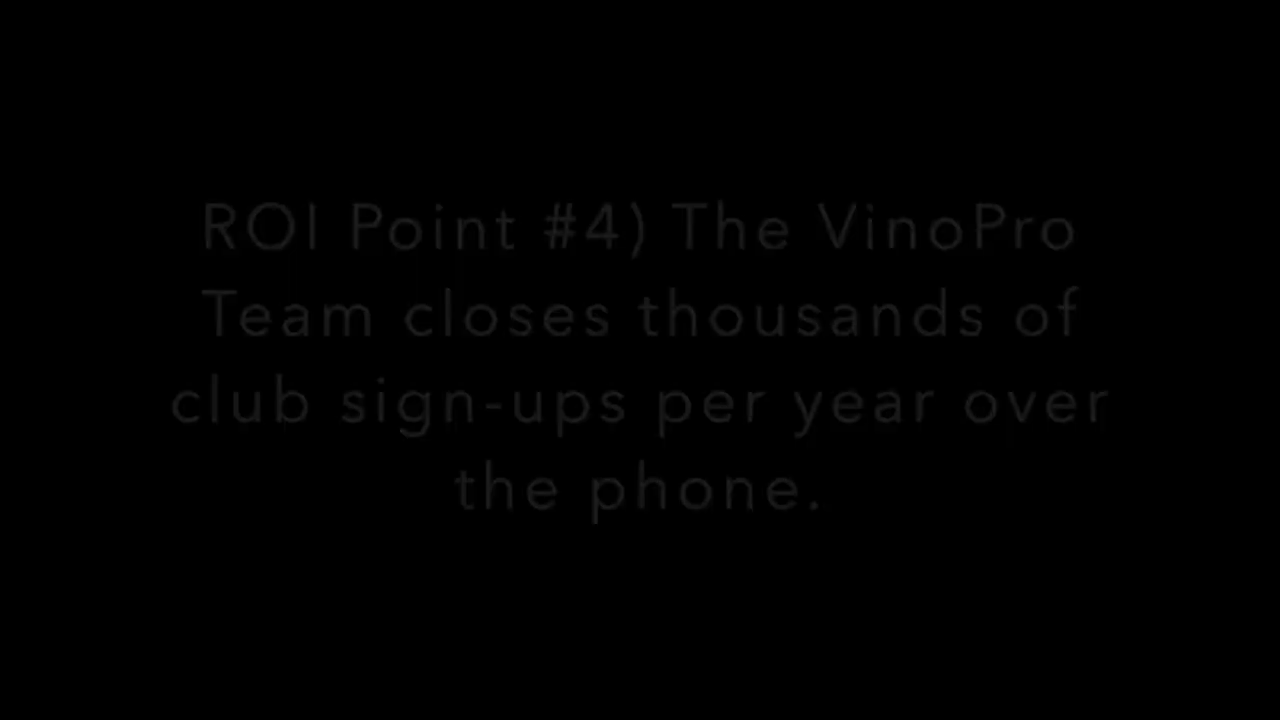 ROI Point #4) The VinoPro
Team closes thousands of
club sign-ups per year over
the phone.